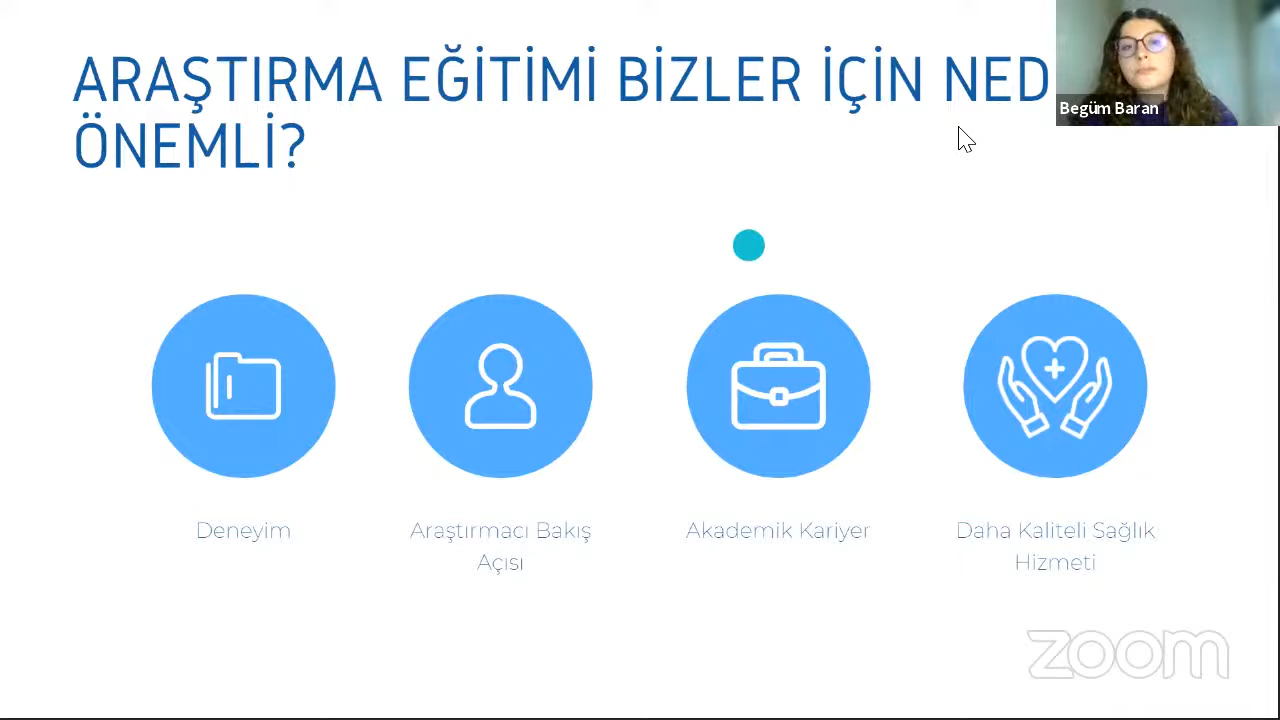 ARAŞTIRMA EĞİTİMİ BİZLER İÇİN NED
ÖNEMLİ?
Begüm Baran
Deneyim
Araştırmacı Bakış
Açısı
Akademik Kariyer
Daha Kaliteli Sağlık
Hizmeti
zoom